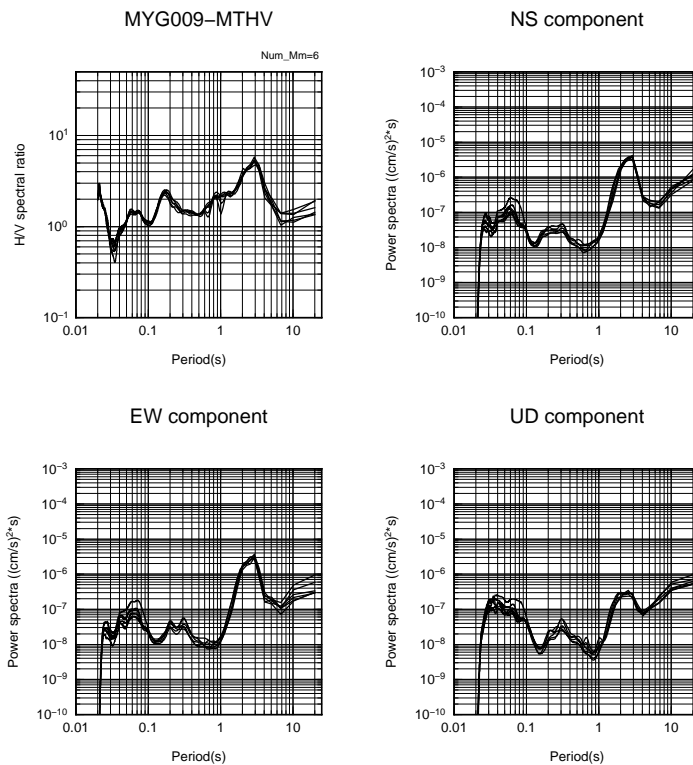 MYG009−MTHV
Num_Mm=6
H/V spectral ratio
10^1
10^0
10^−1
0.01 0.1 1 10
Period(s)
NS component
Power spectra ((cm/s)^2*s)
10^−3
10^−4
10^−5
10^−6
10^−7
10^−8
10^−9
10^−10
0.01 0.1 1 10
Period(s)
EW component
Power spectra ((cm/s)^2*s)
10^−3
10^−4
10^−5
10^−6
10^−7
10^−8
10^−9
10^−10
0.01 0.1 1 10
Period(s)
UD component
Power spectra ((cm/s)^2*s)
10^−3
10^−4
10^−5
10^−6
10^−7
10^−8
10^−9
10^−10
0.01 0.1 1 10
Period(s)